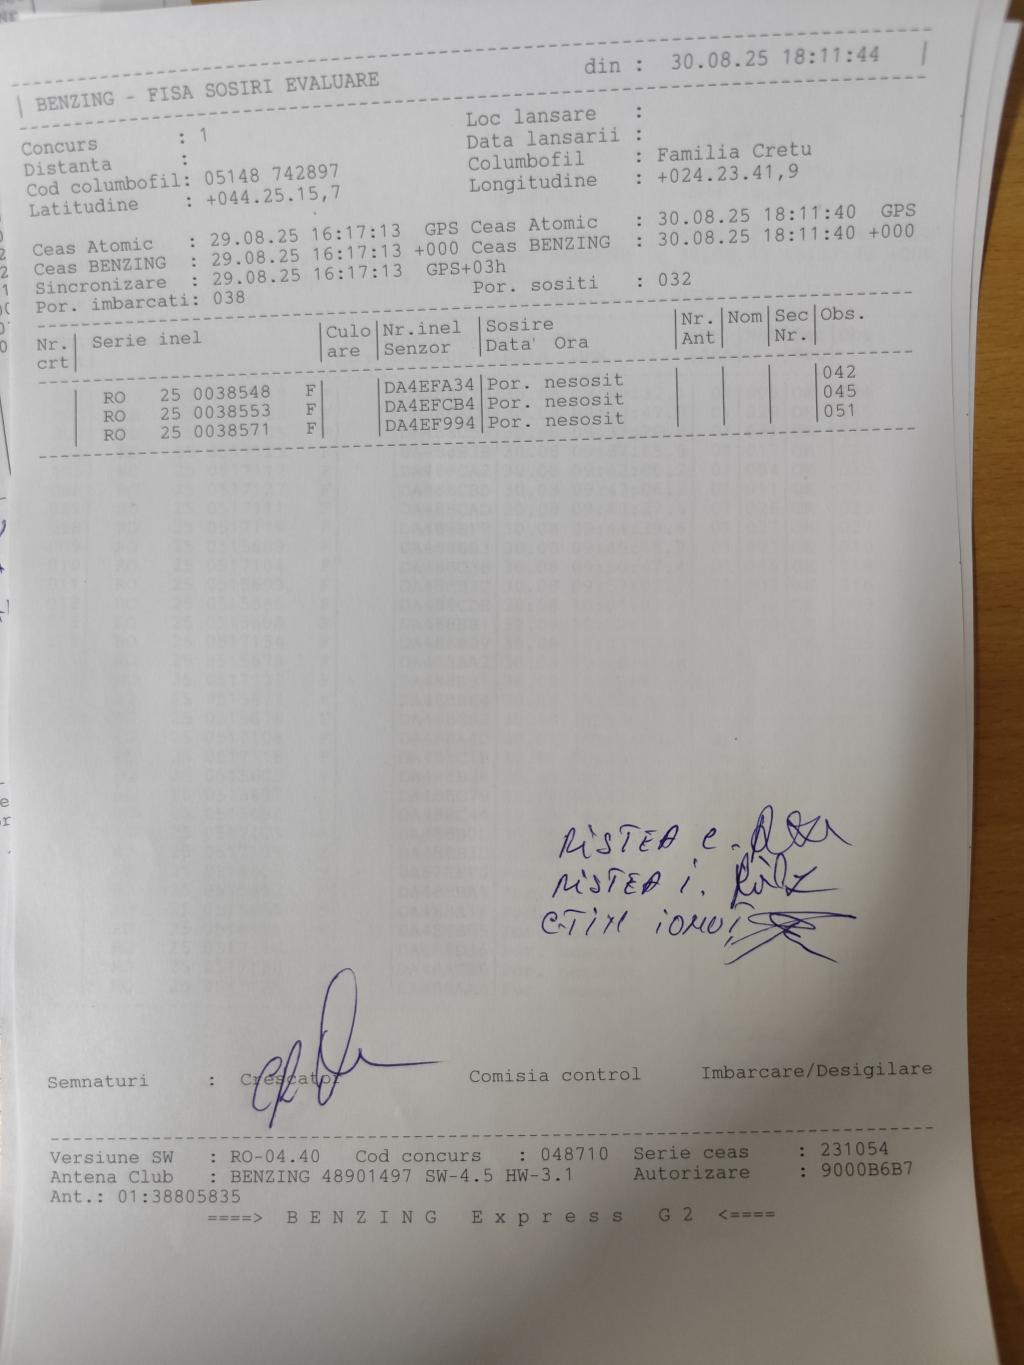 BENZING - FISA SOSIRI EVALUARE din : 30.08.25 18:11:44
Concurs : 1 Loc lansare :
Distanta : Data lansarii :
Cod columbofil: 05148 742897 Columbofil : Familia Cretu
Latitudine : +044.25.15,7 Longitudine : +024.23.41,9
Ceas Atomic : 29.08.25 16:17:13 GPS Ceas Atomic : 30.08.25 18:11:40 GPS
Ceas BENZING : 29.08.25 16:17:13 +000 Ceas BENZING : 30.08.25 18:11:40 +000
Sincronizare : 29.08.25 16:17:13 GPS+03h
Por. imbarcati: 038 Por. sositi : 032
Nr. Serie inel Culo Nr.inel Sosire Nr. Nom Sec Obs.
crt are Senzor Data' Ora Ant Nr.
RO 25 0038548 F DA4EFA34 Por. nesosit 042
RO 25 0038553 F DA4EFCB4 Por. nesosit 045
RO 25 0038571 F DA4EF994 Por. nesosit 051
RISTEA C.
RISTEA i.
iONUȚ
Semnaturi : Crescator Comisia control Imbarcare/Desigilare
Versiune SW : RO-04.40 Cod concurs : 048710 Serie ceas : 231054
Antena Club : BENZING 48901497 SW-4.5 HW-3.1 Autorizare : 9000B6B7
Ant.: 01:38805835
====> B E N Z I N G E x p r e s s G 2 <====